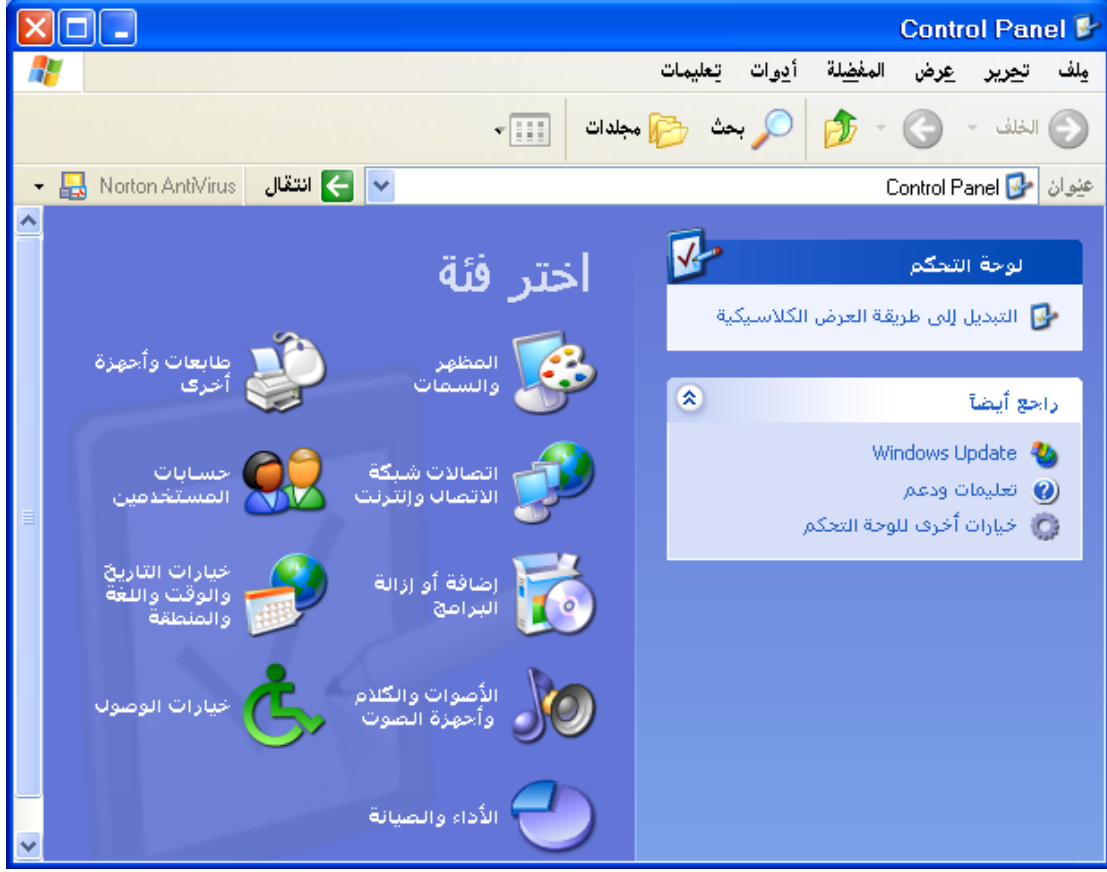 Control Panel
ملف تحرير عرض المفضلة أدوات تعليمات
الخلف بحث مجلدات
عنوان Control Panel انتقال Norton AntiVirus
لوحة التحكم
التبديل إلى طريقة العرض الكلاسيكية
راجع أيضاً
Windows Update
تعليمات ودعم
خيارات أخرى للوحة التحكم
اختر فئة
المظهر
والسمات
طابعات وأجهزة
أخرى
اتصالات شبكة
الاتصال وإنترنت
حسابات
المستخدمين
إضافة أو إزالة
البرامج
خيارات التاريخ
والوقت واللغة
والمنطقة
الأصوات والكلام
وأجهزة الصوت
خيارات الوصول
الأداء والصيانة